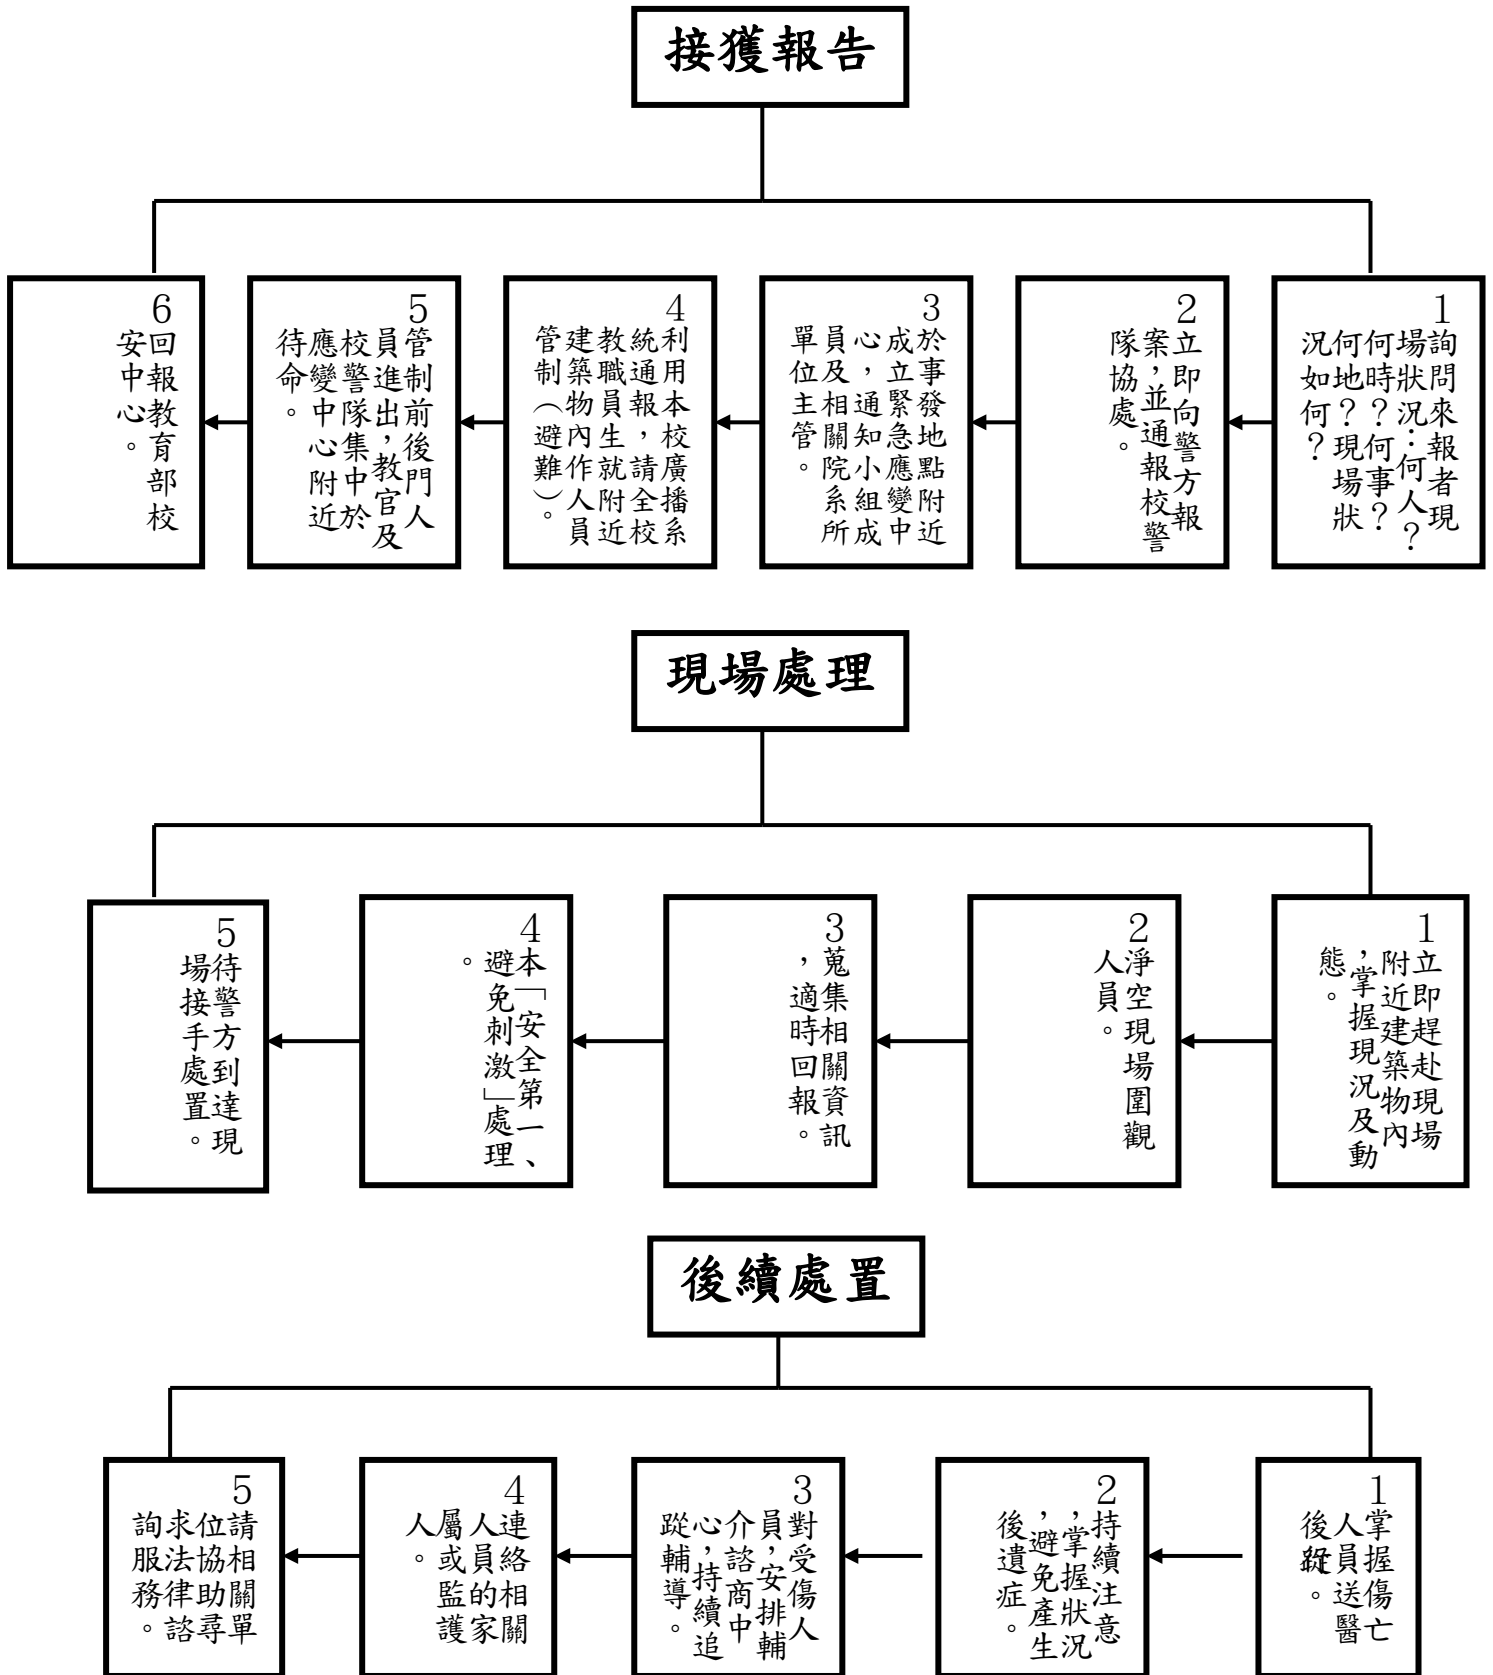 接獲報告
1
詢問來報者現
場狀況：何人？
何時？何事？
何地？現場狀
況如何？
2
立即向警方報
案，並通報校警
隊協處。
3
於事發地點附近
成立緊急應變中
心，通知小組成
員及相關院系所
單位主管。
4
利用本校廣播系
統通報，請全校
教職員生就附近
建築物內作人員
管制（避難）。
5
管制前後門人
員進出，教官及
校警隊集中於
應變中心附近
待命。
6
回報教育部校
安中心。
現場處理
1
立即趕赴現場
附近建築物內
，掌握現況及動
態。
2
淨空現場圍觀
人員。
3
蒐集相關資訊
，適時回報。
4
本「安全第一、
避免刺激」處理
。
5
待警方到達現
場接手處置。
後續處置
1
掌握傷亡
人員送醫
後。
2
持續注意
，掌握狀況
，避免產生
後遺症。
3
對受傷人
員，安排輔
介諮商中
心，持續追
蹤輔導。
4
連絡相關
人員的家
屬或監護
人。
5
請相關單
位協助尋
求法律諮
詢服務。